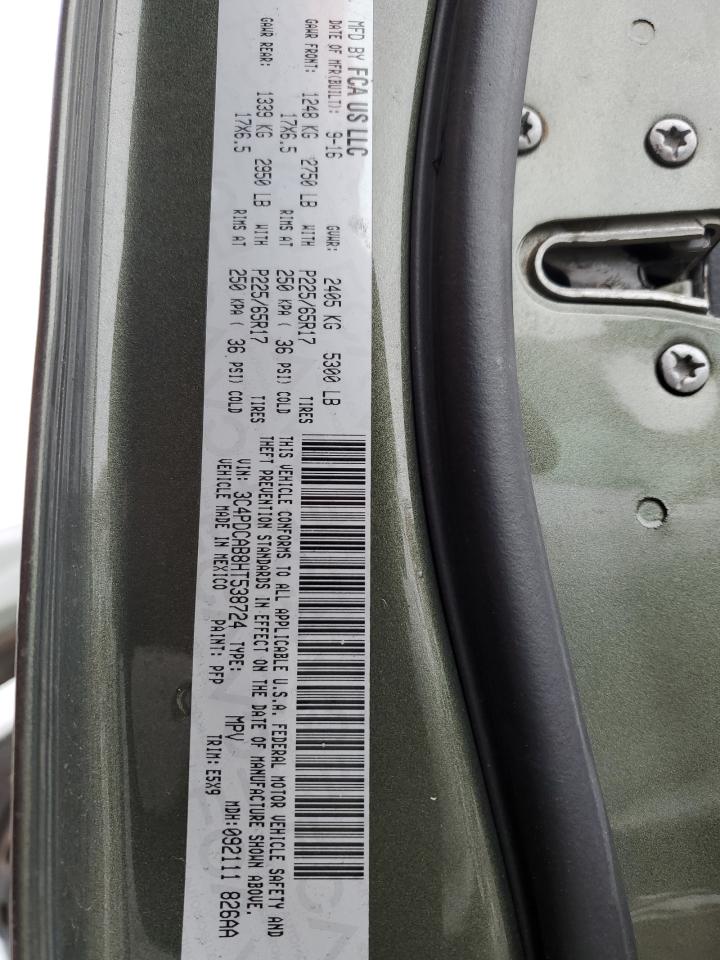 MFD BY FCA US LLC
DATE OF MFR(BUILT): 9-16 GVWR: 2405 KG 5300 LB
GAWR FRONT: 1248 KG 2750 LB WITH P225/65R17 TIRES
17X6.5 RIMS AT 250 KPA ( 36 PSI) COLD
GAWR REAR: 1339 KG 2950 LB WITH P225/65R17 TIRES
17X6.5 RIMS AT 250 KPA ( 36 PSI) COLD
THIS VEHICLE CONFORMS TO ALL APPLICABLE U.S.A. FEDERAL MOTOR VEHICLE SAFETY AND
THEFT PREVENTION STANDARDS IN EFFECT ON THE DATE OF MANUFACTURE SHOWN ABOVE.
VIN: 3C4PDCAB8HT538724 TYPE: MPV MDH:092111 826AA
VEHICLE MADE IN MEXICO PAINT: PFP TRIM: E5X9